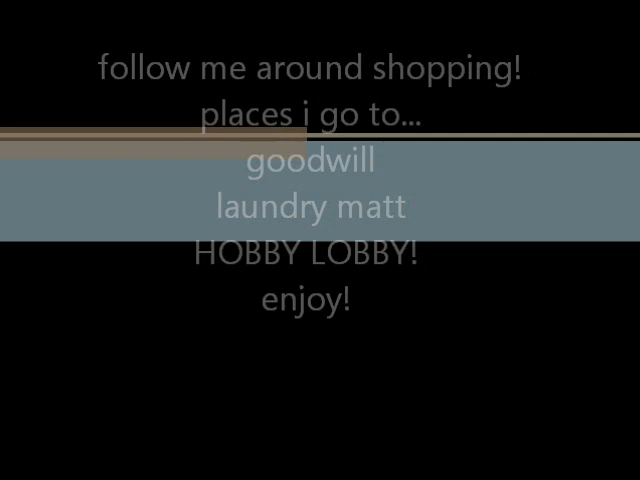 follow me around shopping!
places i go to...
goodwill
laundry matt
HOBBY LOBBY!
enjoy!